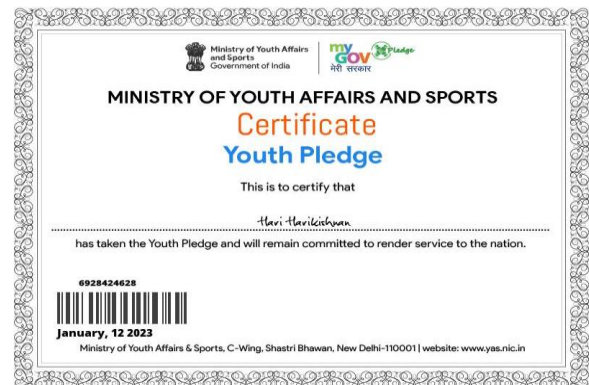 Ministry of Youth Affairs
and Sports
Government of India
my
GOV
मेरी सरकार
Pledge
MINISTRY OF YOUTH AFFAIRS AND SPORTS
Certificate
Youth Pledge
This is to certify that
Hari Harikishnan
has taken the Youth Pledge and will remain committed to render service to the nation.
6928424628
January, 12 2023
Ministry of Youth Affairs & Sports, C-Wing, Shastri Bhawan, New Delhi-110001 | website: www.yas.nic.in